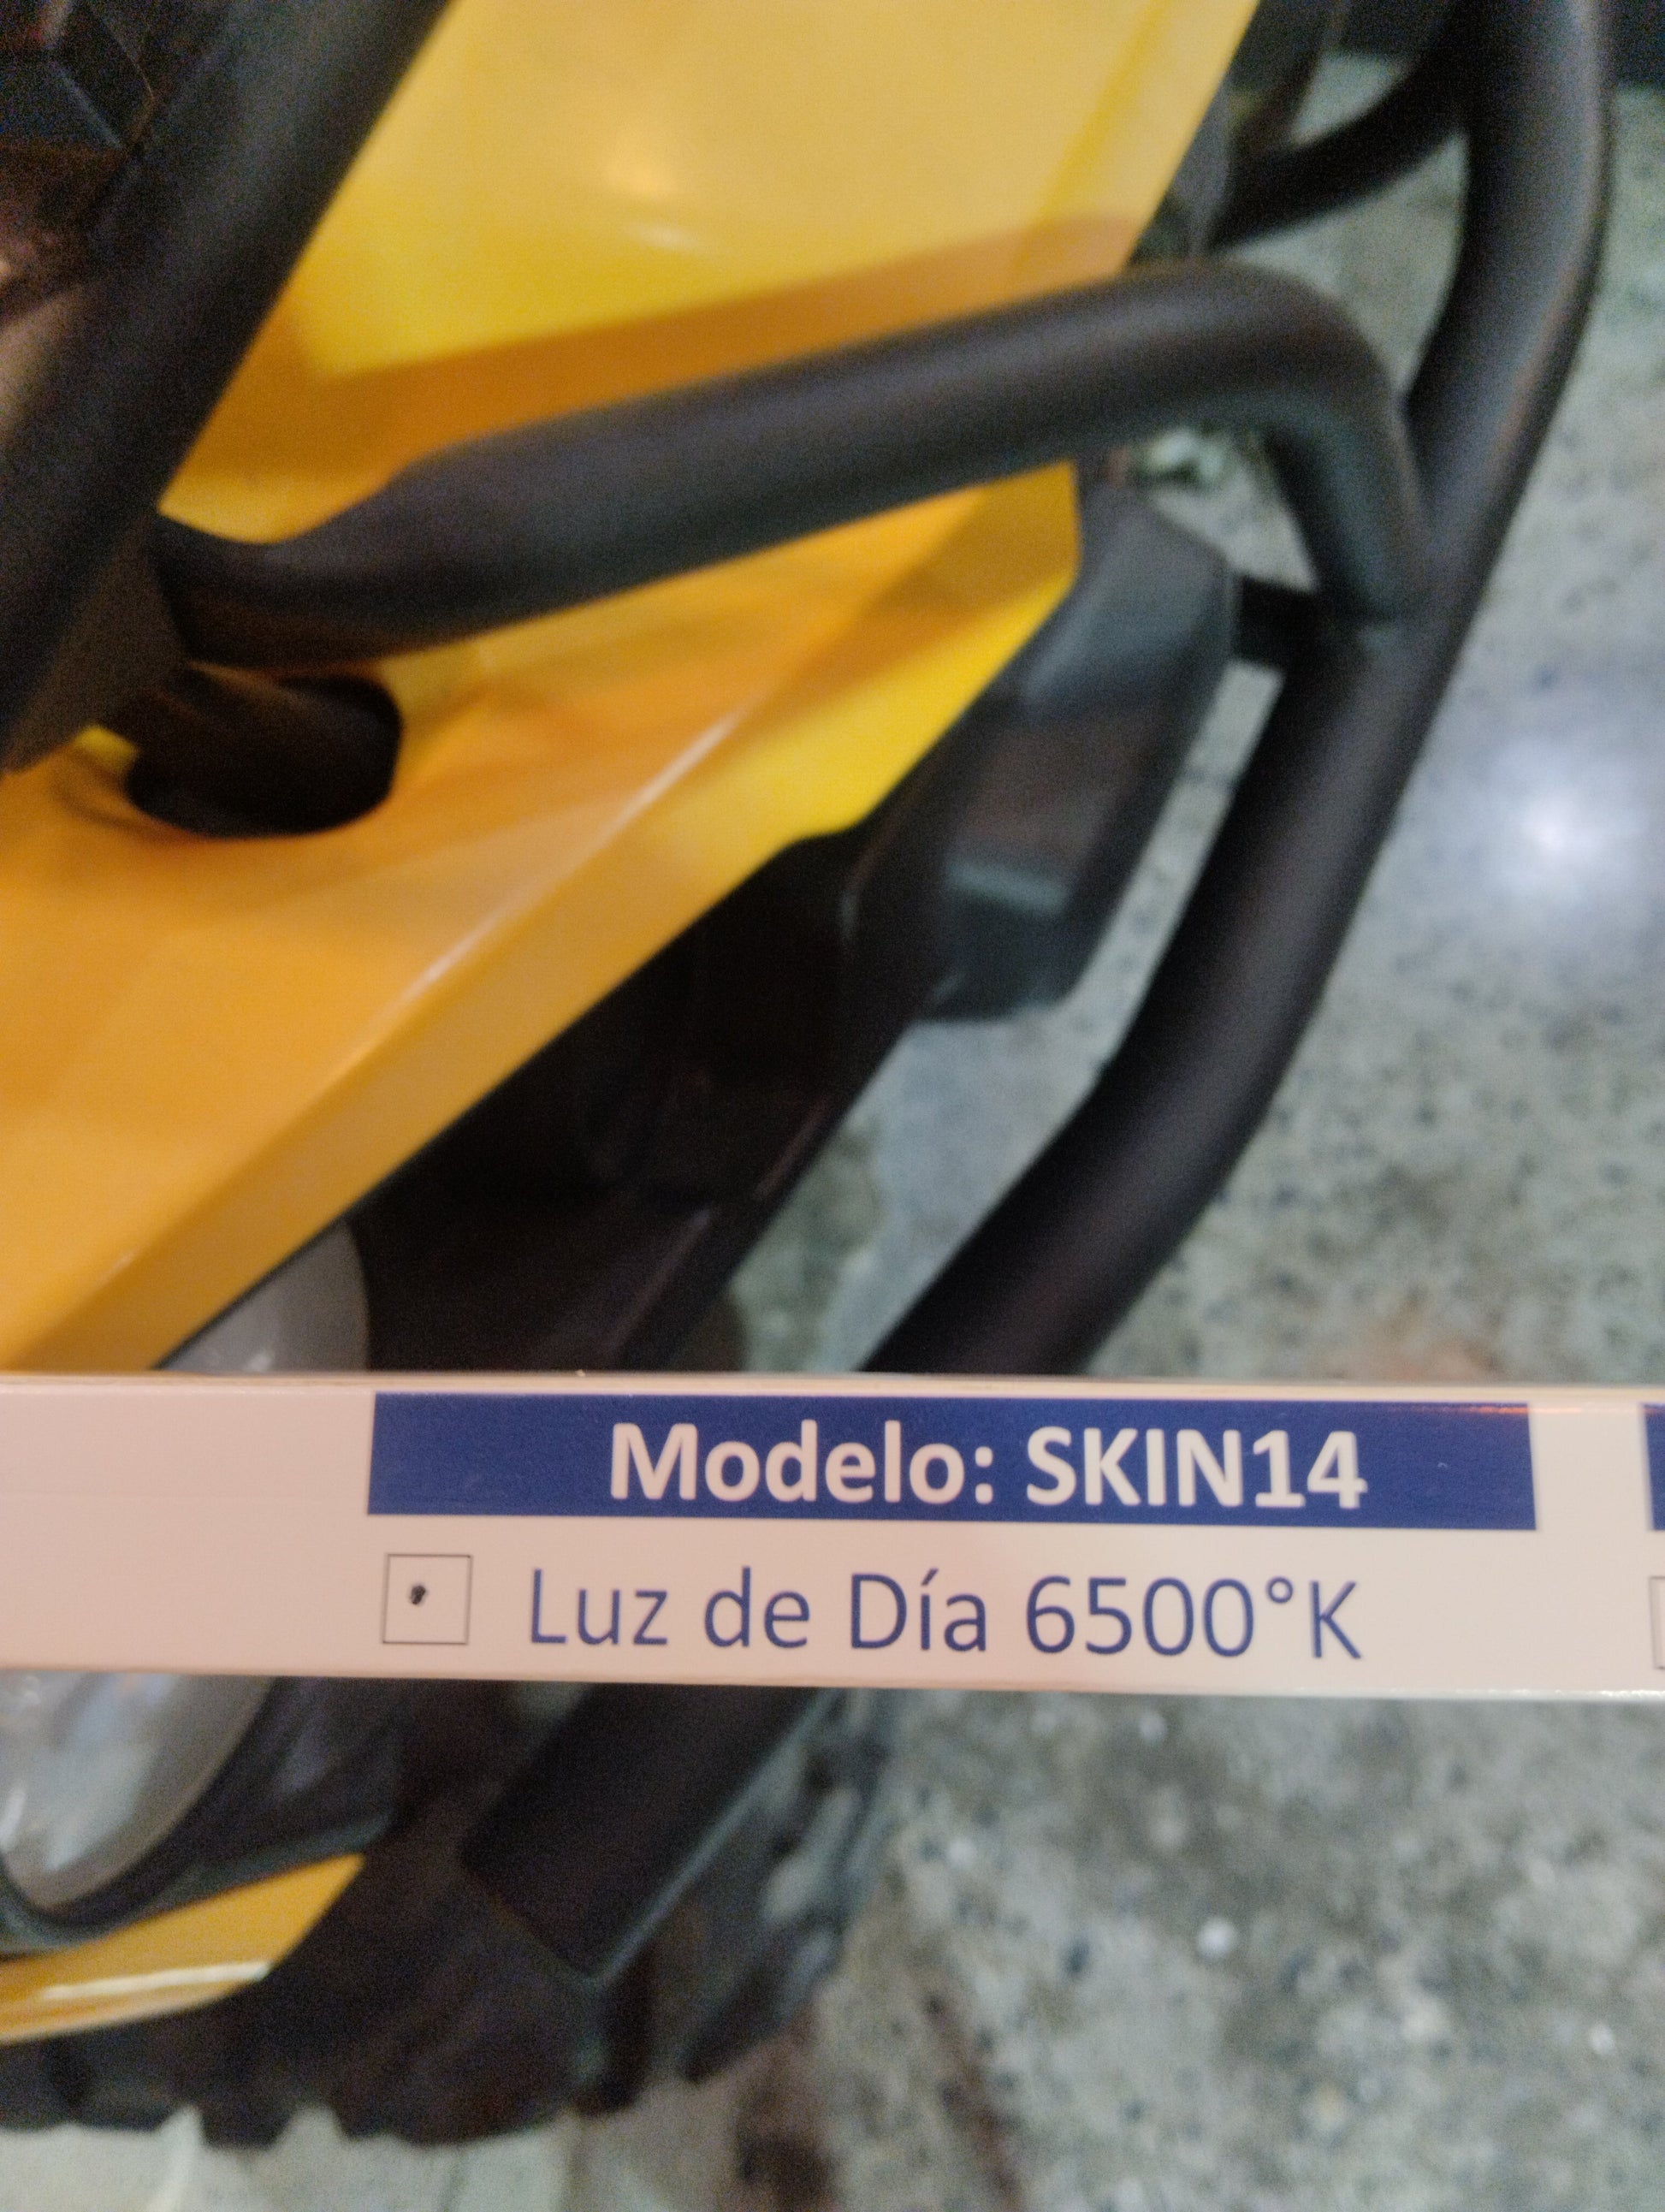 Modelo: SKIN14
Luz de Día 6500°K